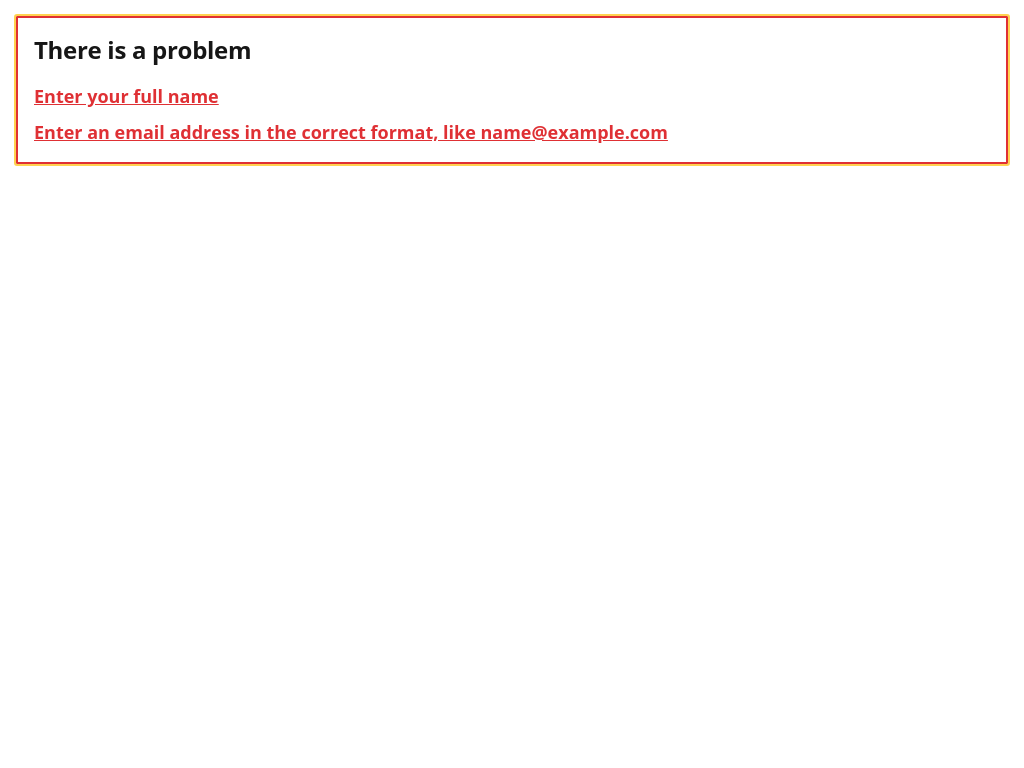 There is a problem
Enter your full name
Enter an email address in the correct format, like name@example.com